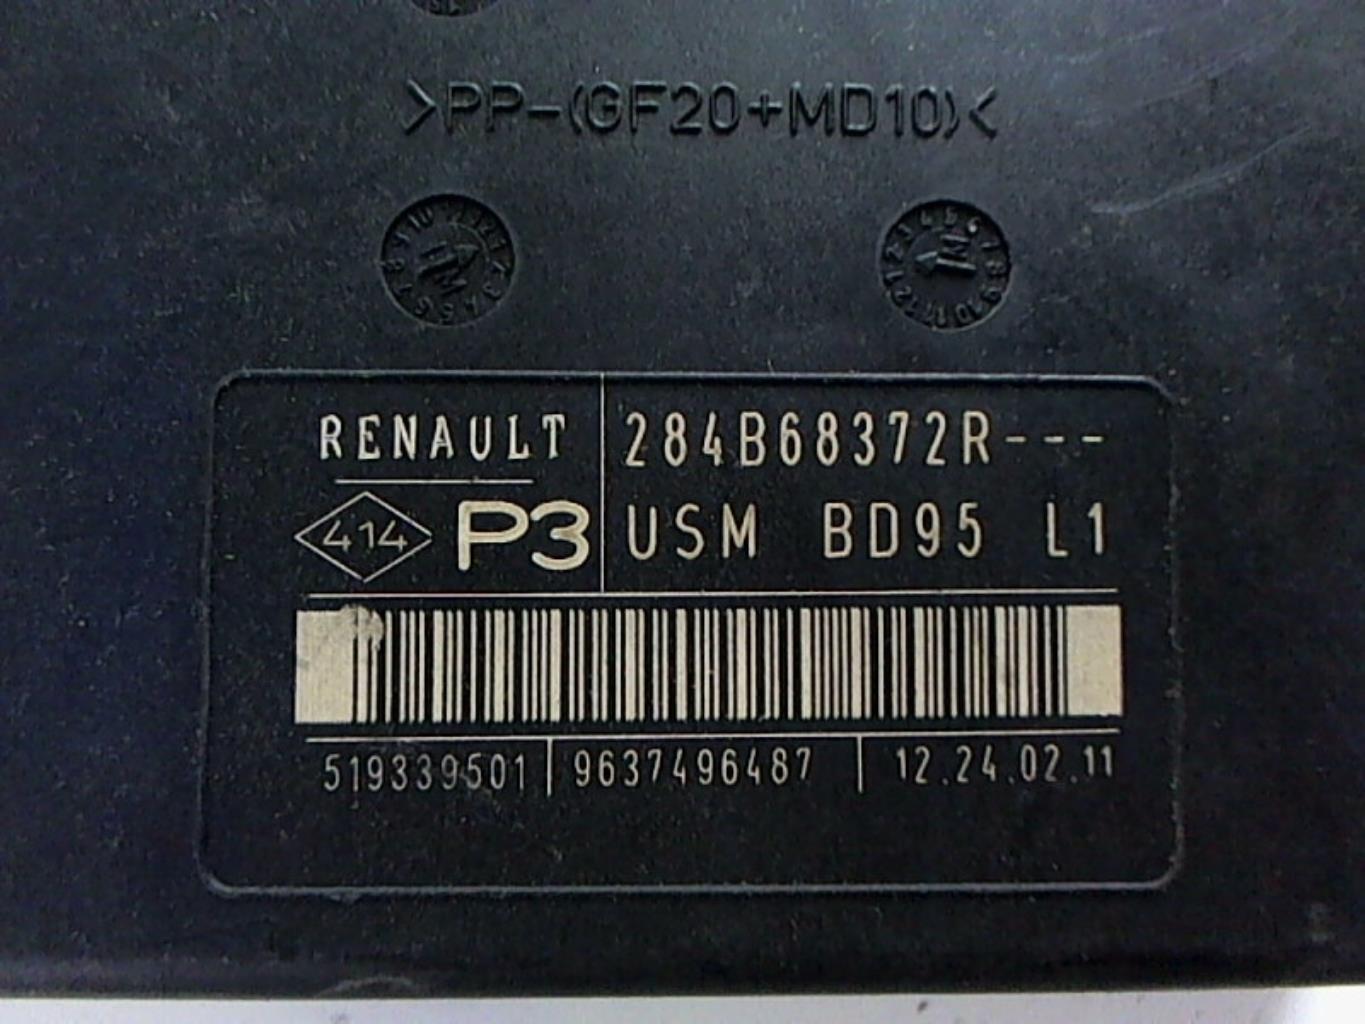 >PP-(GF20+MD10)<
RENAULT
284B68372R---
414 P3
USM BD95 L1
519339501 9637496487 12.24.02.11